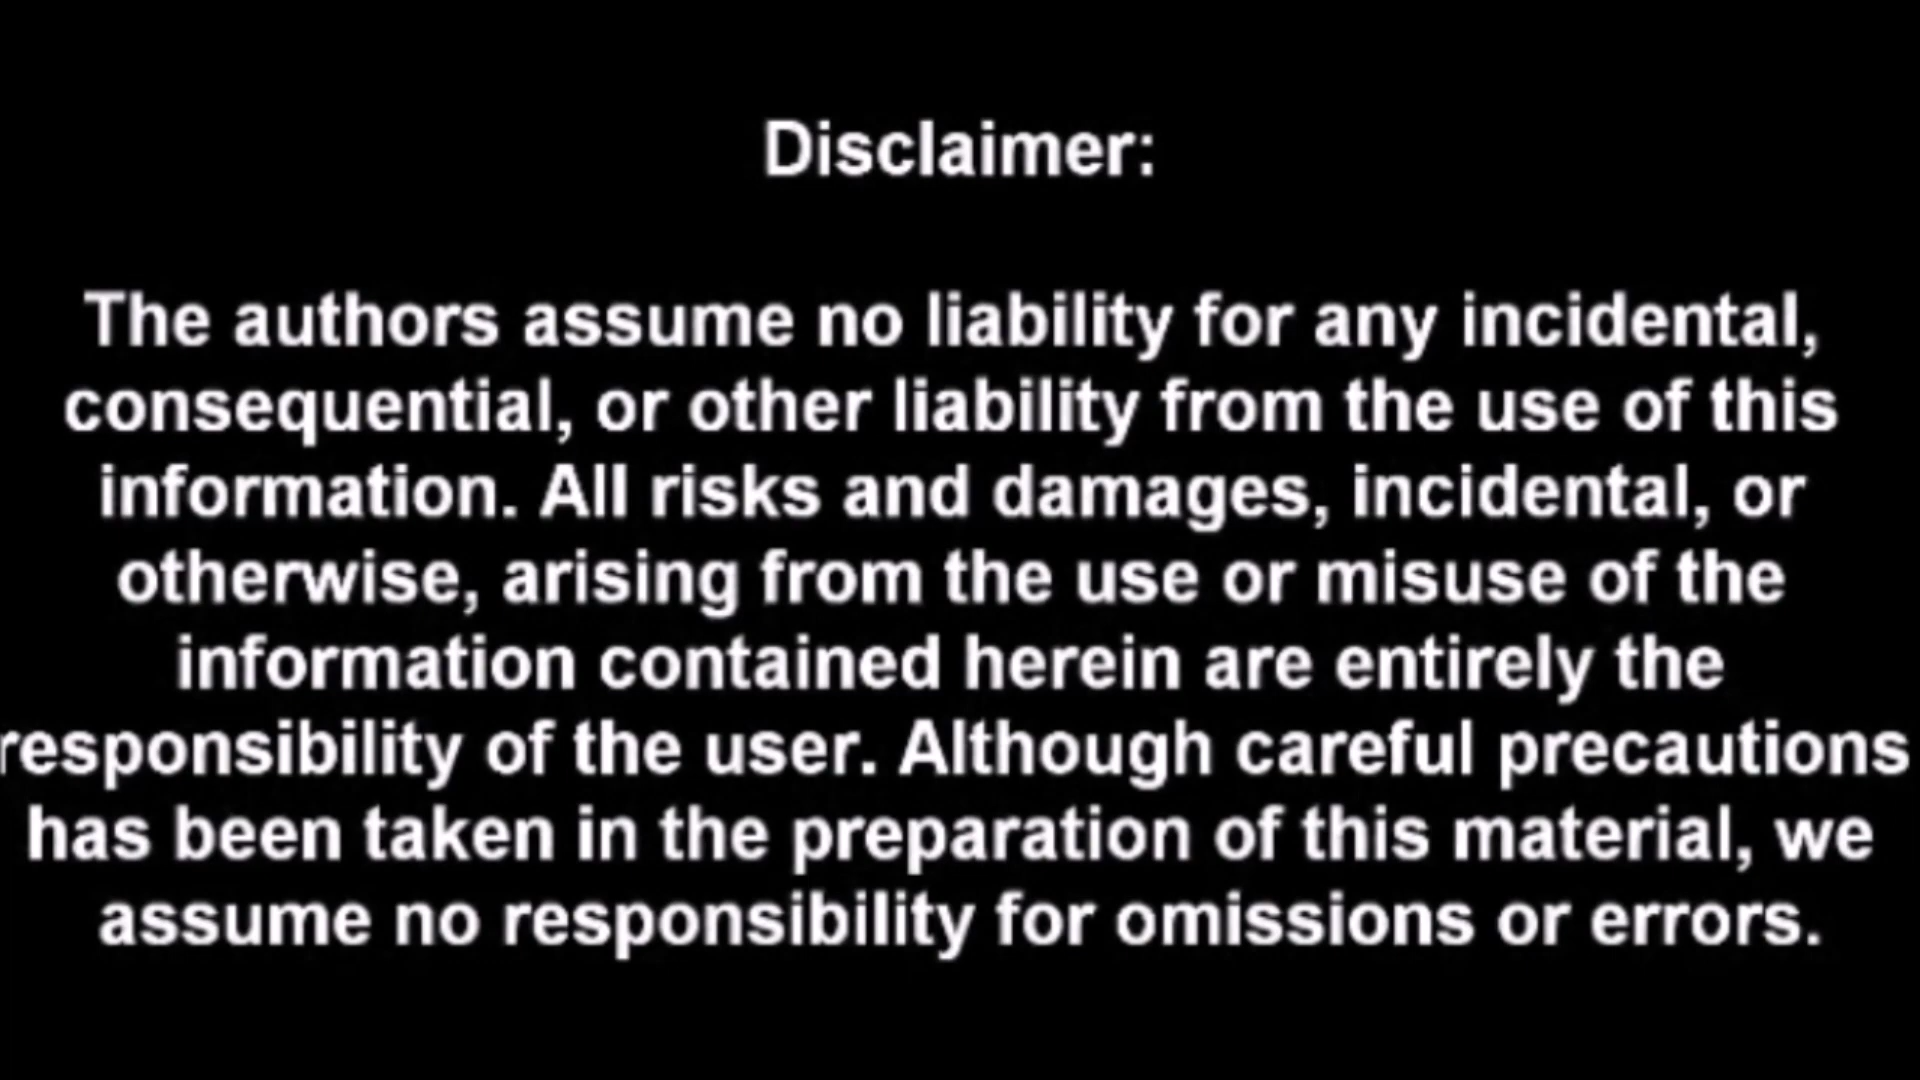 Disclaimer:
The authors assume no liability for any incidental,
consequential, or other liability from the use of this
information. All risks and damages, incidental, or
otherwise, arising from the use or misuse of the
information contained herein are entirely the
responsibility of the user. Although careful precautions
has been taken in the preparation of this material, we
assume no responsibility for omissions or errors.